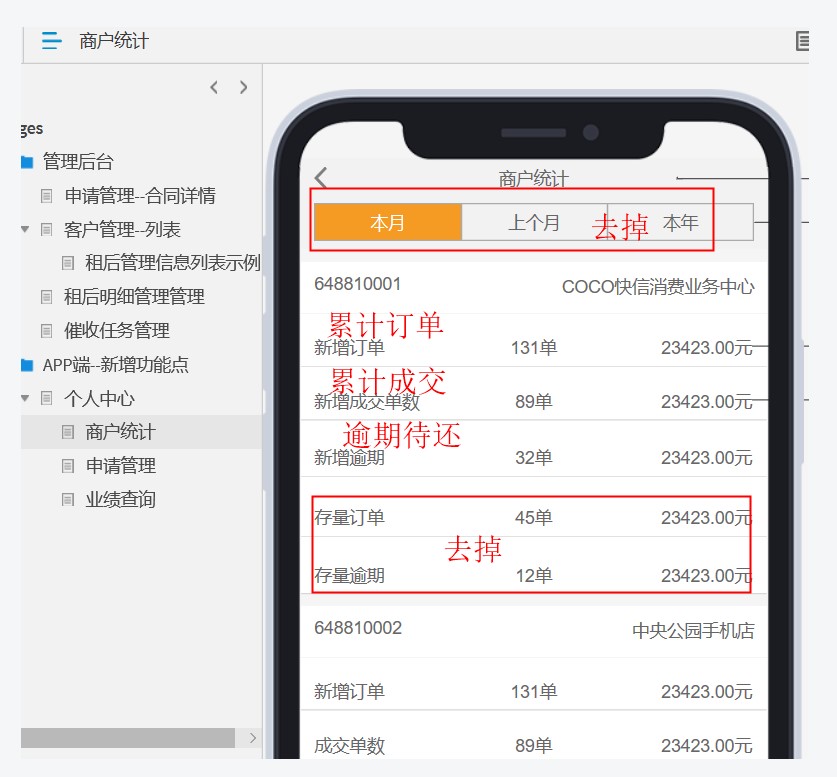 商户统计
ges
管理后台
申请管理--合同详情
客户管理--列表
租后管理信息列表示例
租后明细管理管理
催收任务管理
APP端--新增功能点
个人中心
商户统计
申请管理
业绩查询
商户统计
本月 上个月 去掉 本年
648810001 COCO快信消费业务中心
累计订单
新增订单 131单 23423.00元
累计成交
新增成交单数 89单 23423.00元
逾期待还
新增逾期 32单 23423.00元
存量订单 45单 23423.00元
去掉
存量逾期 12单 23423.00元
648810002 中央公园手机店
新增订单 131单 23423.00元
成交单数 89单 23423.00元